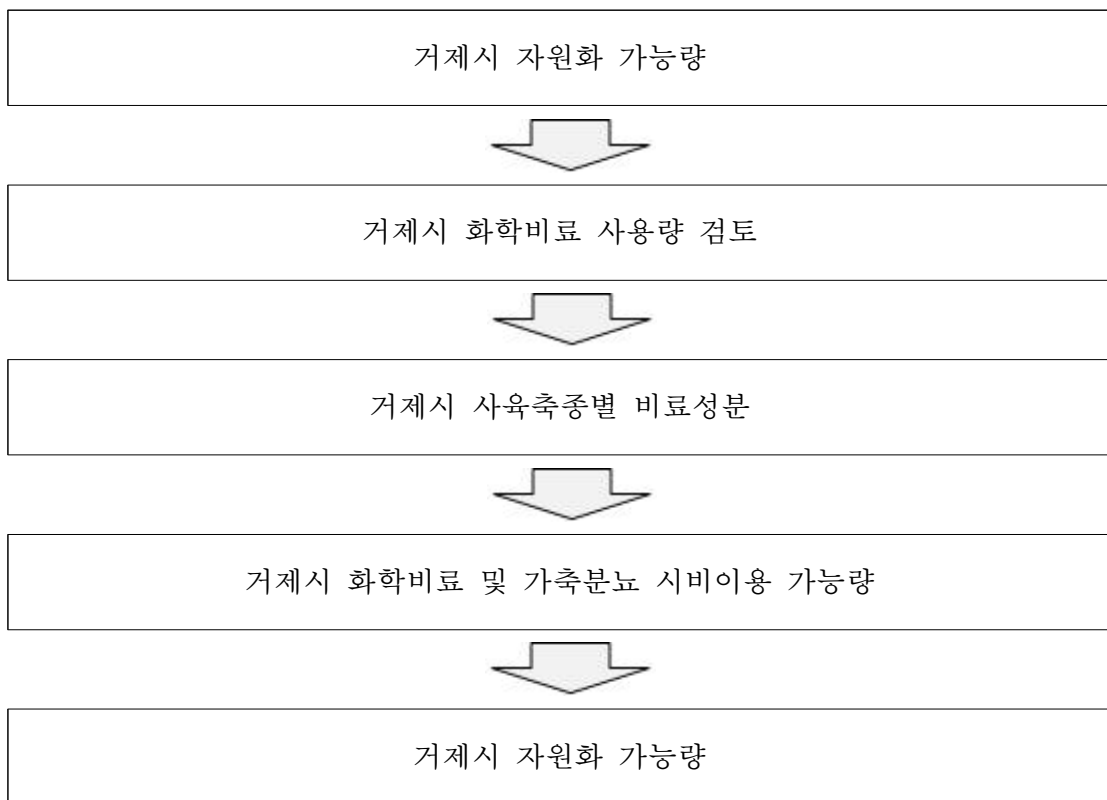 거제시 자원화 가능량
거제시 화학비료 사용량 검토
거제시 사육축종별 비료성분
거제시 화학비료 및 가축분뇨 시비이용 가능량
거제시 자원화 가능량